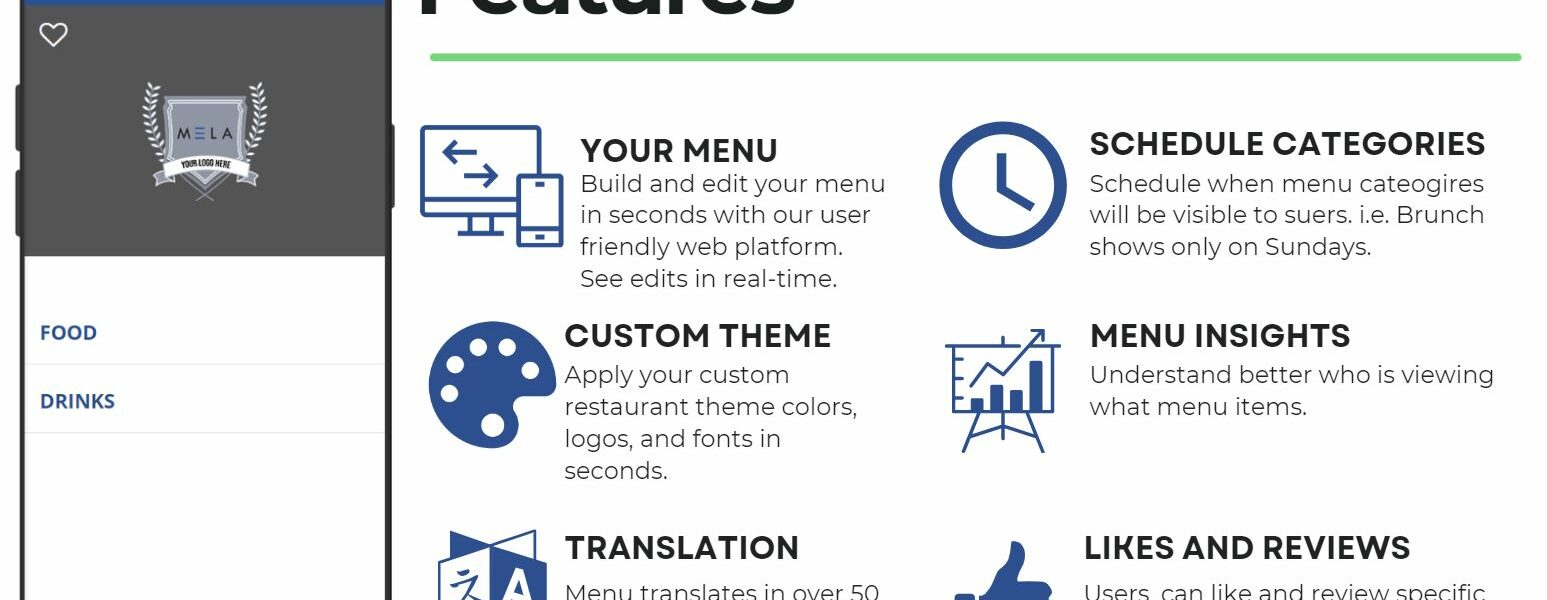 Features
MELA
YOUR LOGO HERE
FOOD
DRINKS
YOUR MENU
Build and edit your menu
in seconds with our user
friendly web platform.
See edits in real-time.
SCHEDULE CATEGORIES
Schedule when menu cateogires
will be visible to suers. i.e. Brunch
shows only on Sundays.
CUSTOM THEME
Apply your custom
restaurant theme colors,
logos, and fonts in
seconds.
MENU INSIGHTS
Understand better who is viewing
what menu items.
TRANSLATION
Menu translates in over 50
A
LIKES AND REVIEWS
Users can like and review specific